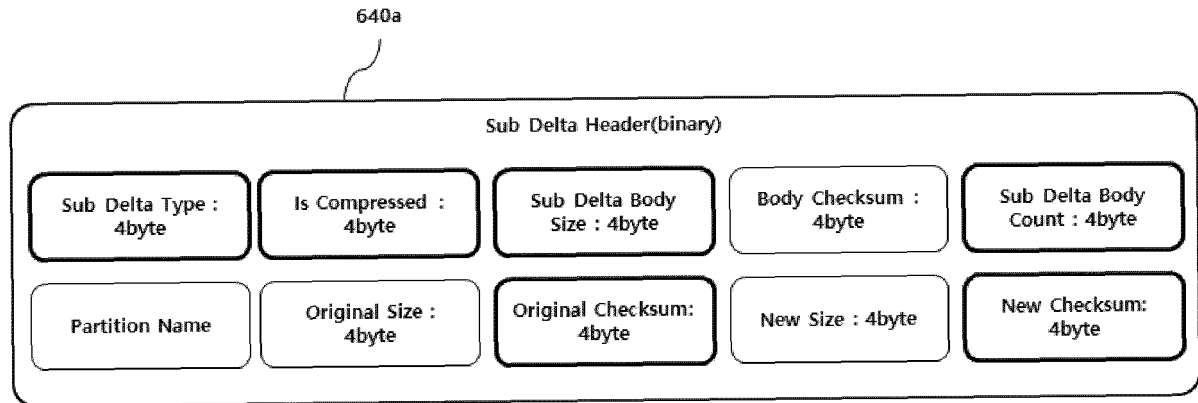 640a
Sub Delta Header(binary)
Sub Delta Type :
4byte
Is Compressed :
4byte
Sub Delta Body
Size : 4byte
Body Checksum :
4byte
Sub Delta Body
Count : 4byte
Partition Name
Original Size :
4byte
Original Checksum:
4byte
New Size : 4byte
New Checksum:
4byte